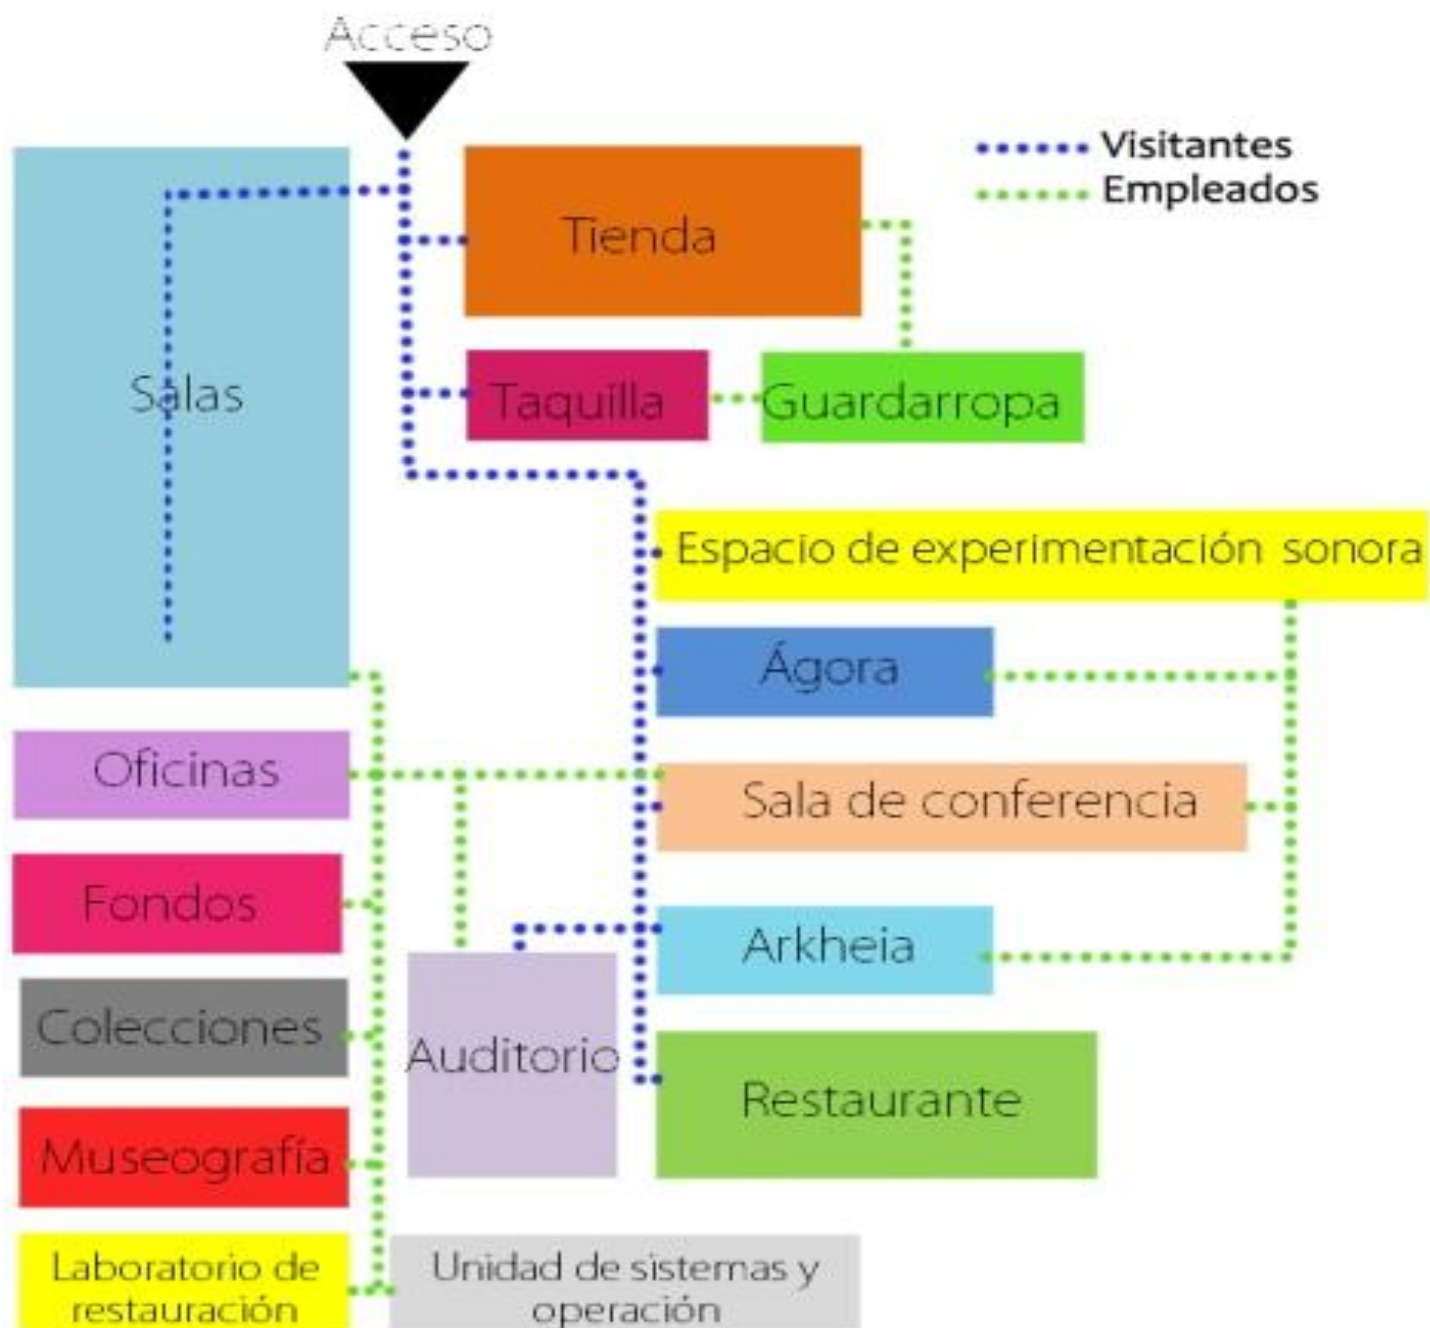 Acceso
Visitantes
Empleados
Tienda
Salas
Taquilla
Guardarropa
Espacio de experimentación sonora
Ágora
Oficinas
Sala de conferencia
Fondos
Arkheia
Colecciones
Auditorio
Restaurante
Museografía
Laboratorio de
restauración
Unidad de sistemas y
operación